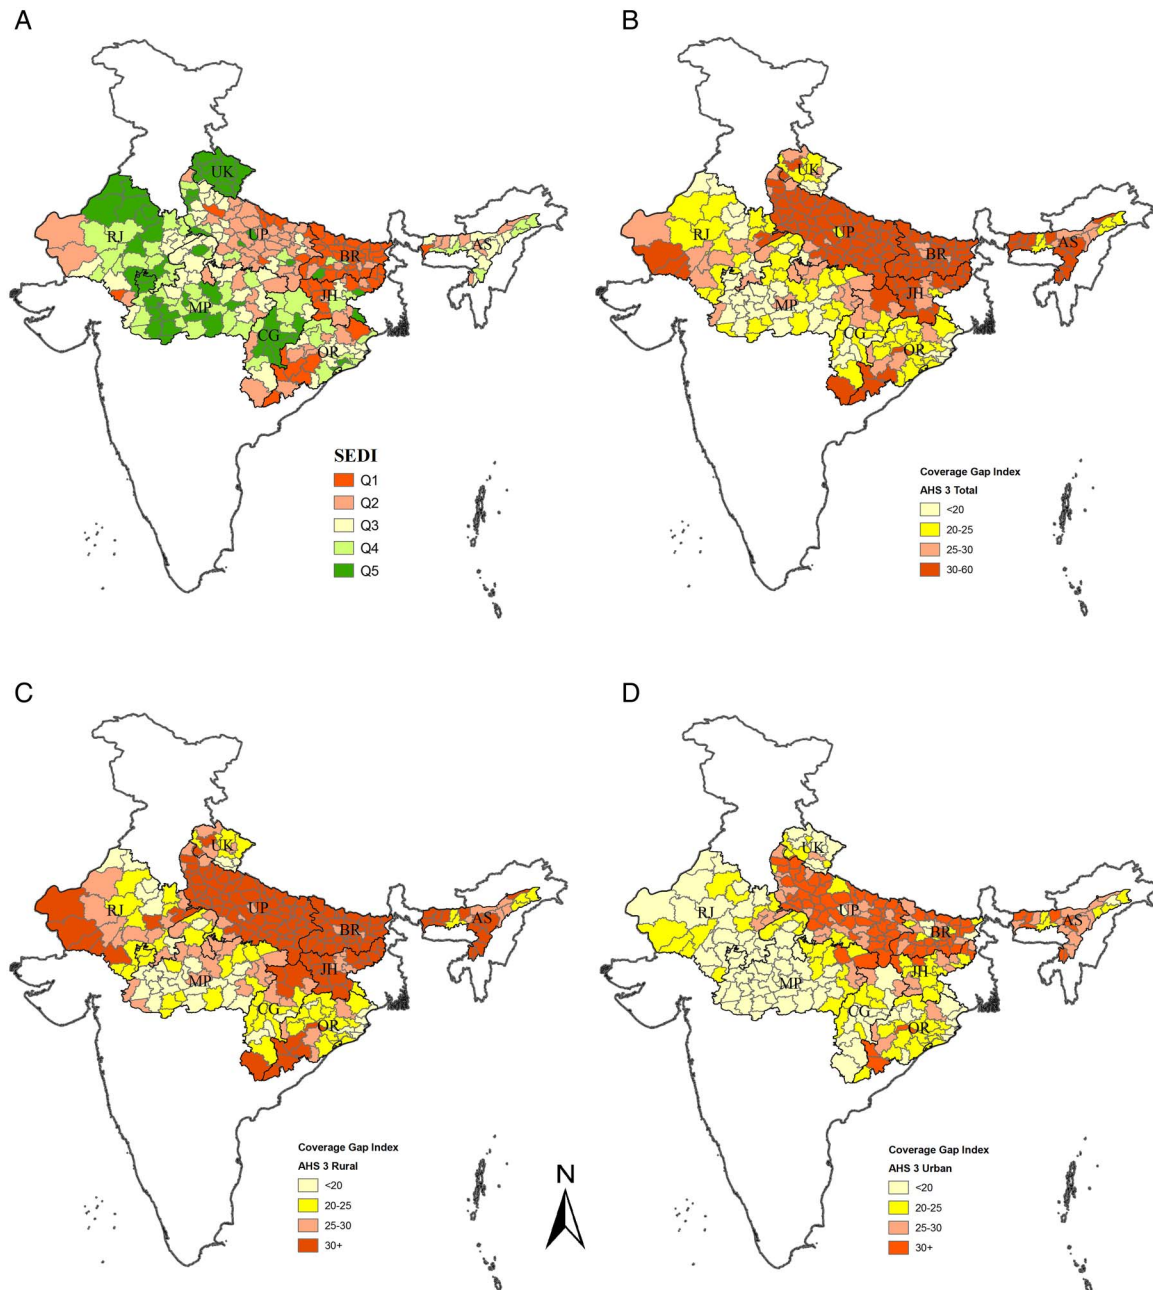 A
UK
RJ
UP
BR
AS
MP
JH
CG
OR
SEDI
Q1
Q2
Q3
Q4
Q5
B
UK
RJ
UP
BR
AS
MP
JH
CG
OR
Coverage Gap Index
AHS 3 Total
<20
20-25
25-30
30-60
C
UK
RJ
UP
BR
AS
MP
JH
CG
OR
Coverage Gap Index
AHS 3 Rural
<20
20-25
25-30
30+
N
D
UK
RJ
UP
BR
AS
MP
JH
CG
OR
Coverage Gap Index
AHS 3 Urban
<20
20-25
25-30
30+